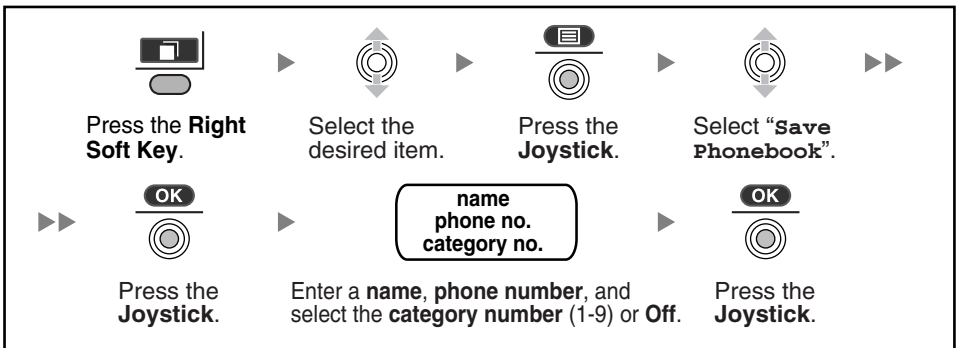 Press the Right
Soft Key.
Select the
desired item.
Press the
Joystick.
Select “Save
Phonebook”.
OK
Press the
Joystick.
name
phone no.
category no.
Enter a name, phone number, and
select the category number (1-9) or Off.
OK
Press the
Joystick.